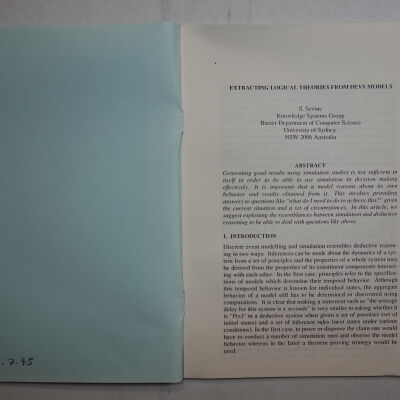 EXTRACTING LOGICAL THEORIES FROM DEVS MODELS
S. Sevinc
Knowledge Systems Group
Basser Department of Computer Science
University of Sydney
NSW 2006 Australia
ABSTRACT
Generating good results using simulation studies is not sufficient in
itself in order to be able to use simulation in decision making
effectively. It is important that a model reasons about its own
behavior and results obtained from it. This involves providing
answers to questions like "what do I need to do to achieve this?" given
the current situation and a set of circumstances. In this article, we
suggest exploiting the resemblances between simulation and deductive
reasoning to be able to deal with questions like above.
1. INTRODUCTION
Discrete event modelling and simulation resembles deductive reason-
ing in two ways: Inferences can be made about the dynamics of a sys-
tem from a set of principles and the properties of a whole system may
be derived from the properties of its constituent components interact-
ing with each other. In the first case, principles refer to the specifica-
tions of models which determine their temporal behavior. Although
this temporal behavior is known for individual states, the aggregate
behavior of a model still has to be determined or discovered using
computations. It is clear that making a statement such as "the average
delay for this system is x seconds" is very similar to asking whether it
is "P(x)" in a deductive system when given a set of premises (set of
initial states) and a set of inference rules (next states under various
conditions). In the first case, to prove or disprove the claim one would
have to conduct a number of simulation runs and observe the model
behavior whereas in the latter a theorem proving strategy would be
used.
.7.45